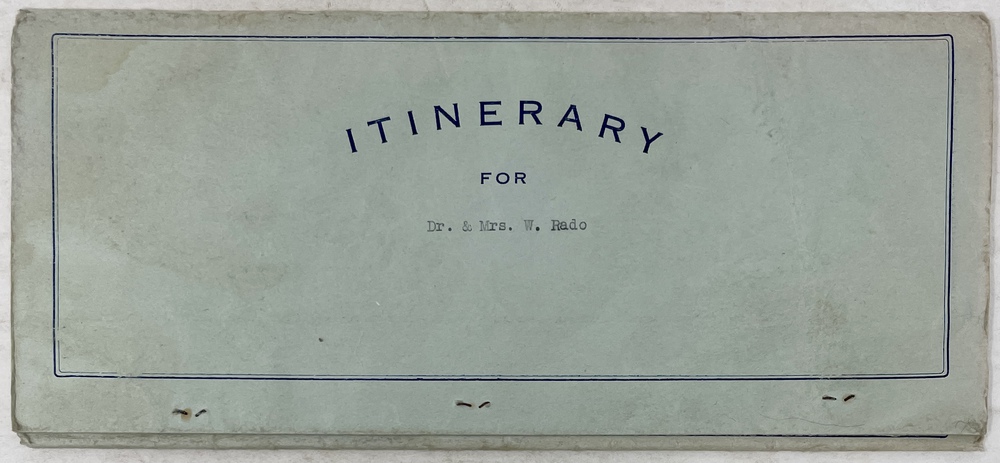 ITINERARY
FOR
Dr. & Mrs. W. Rado